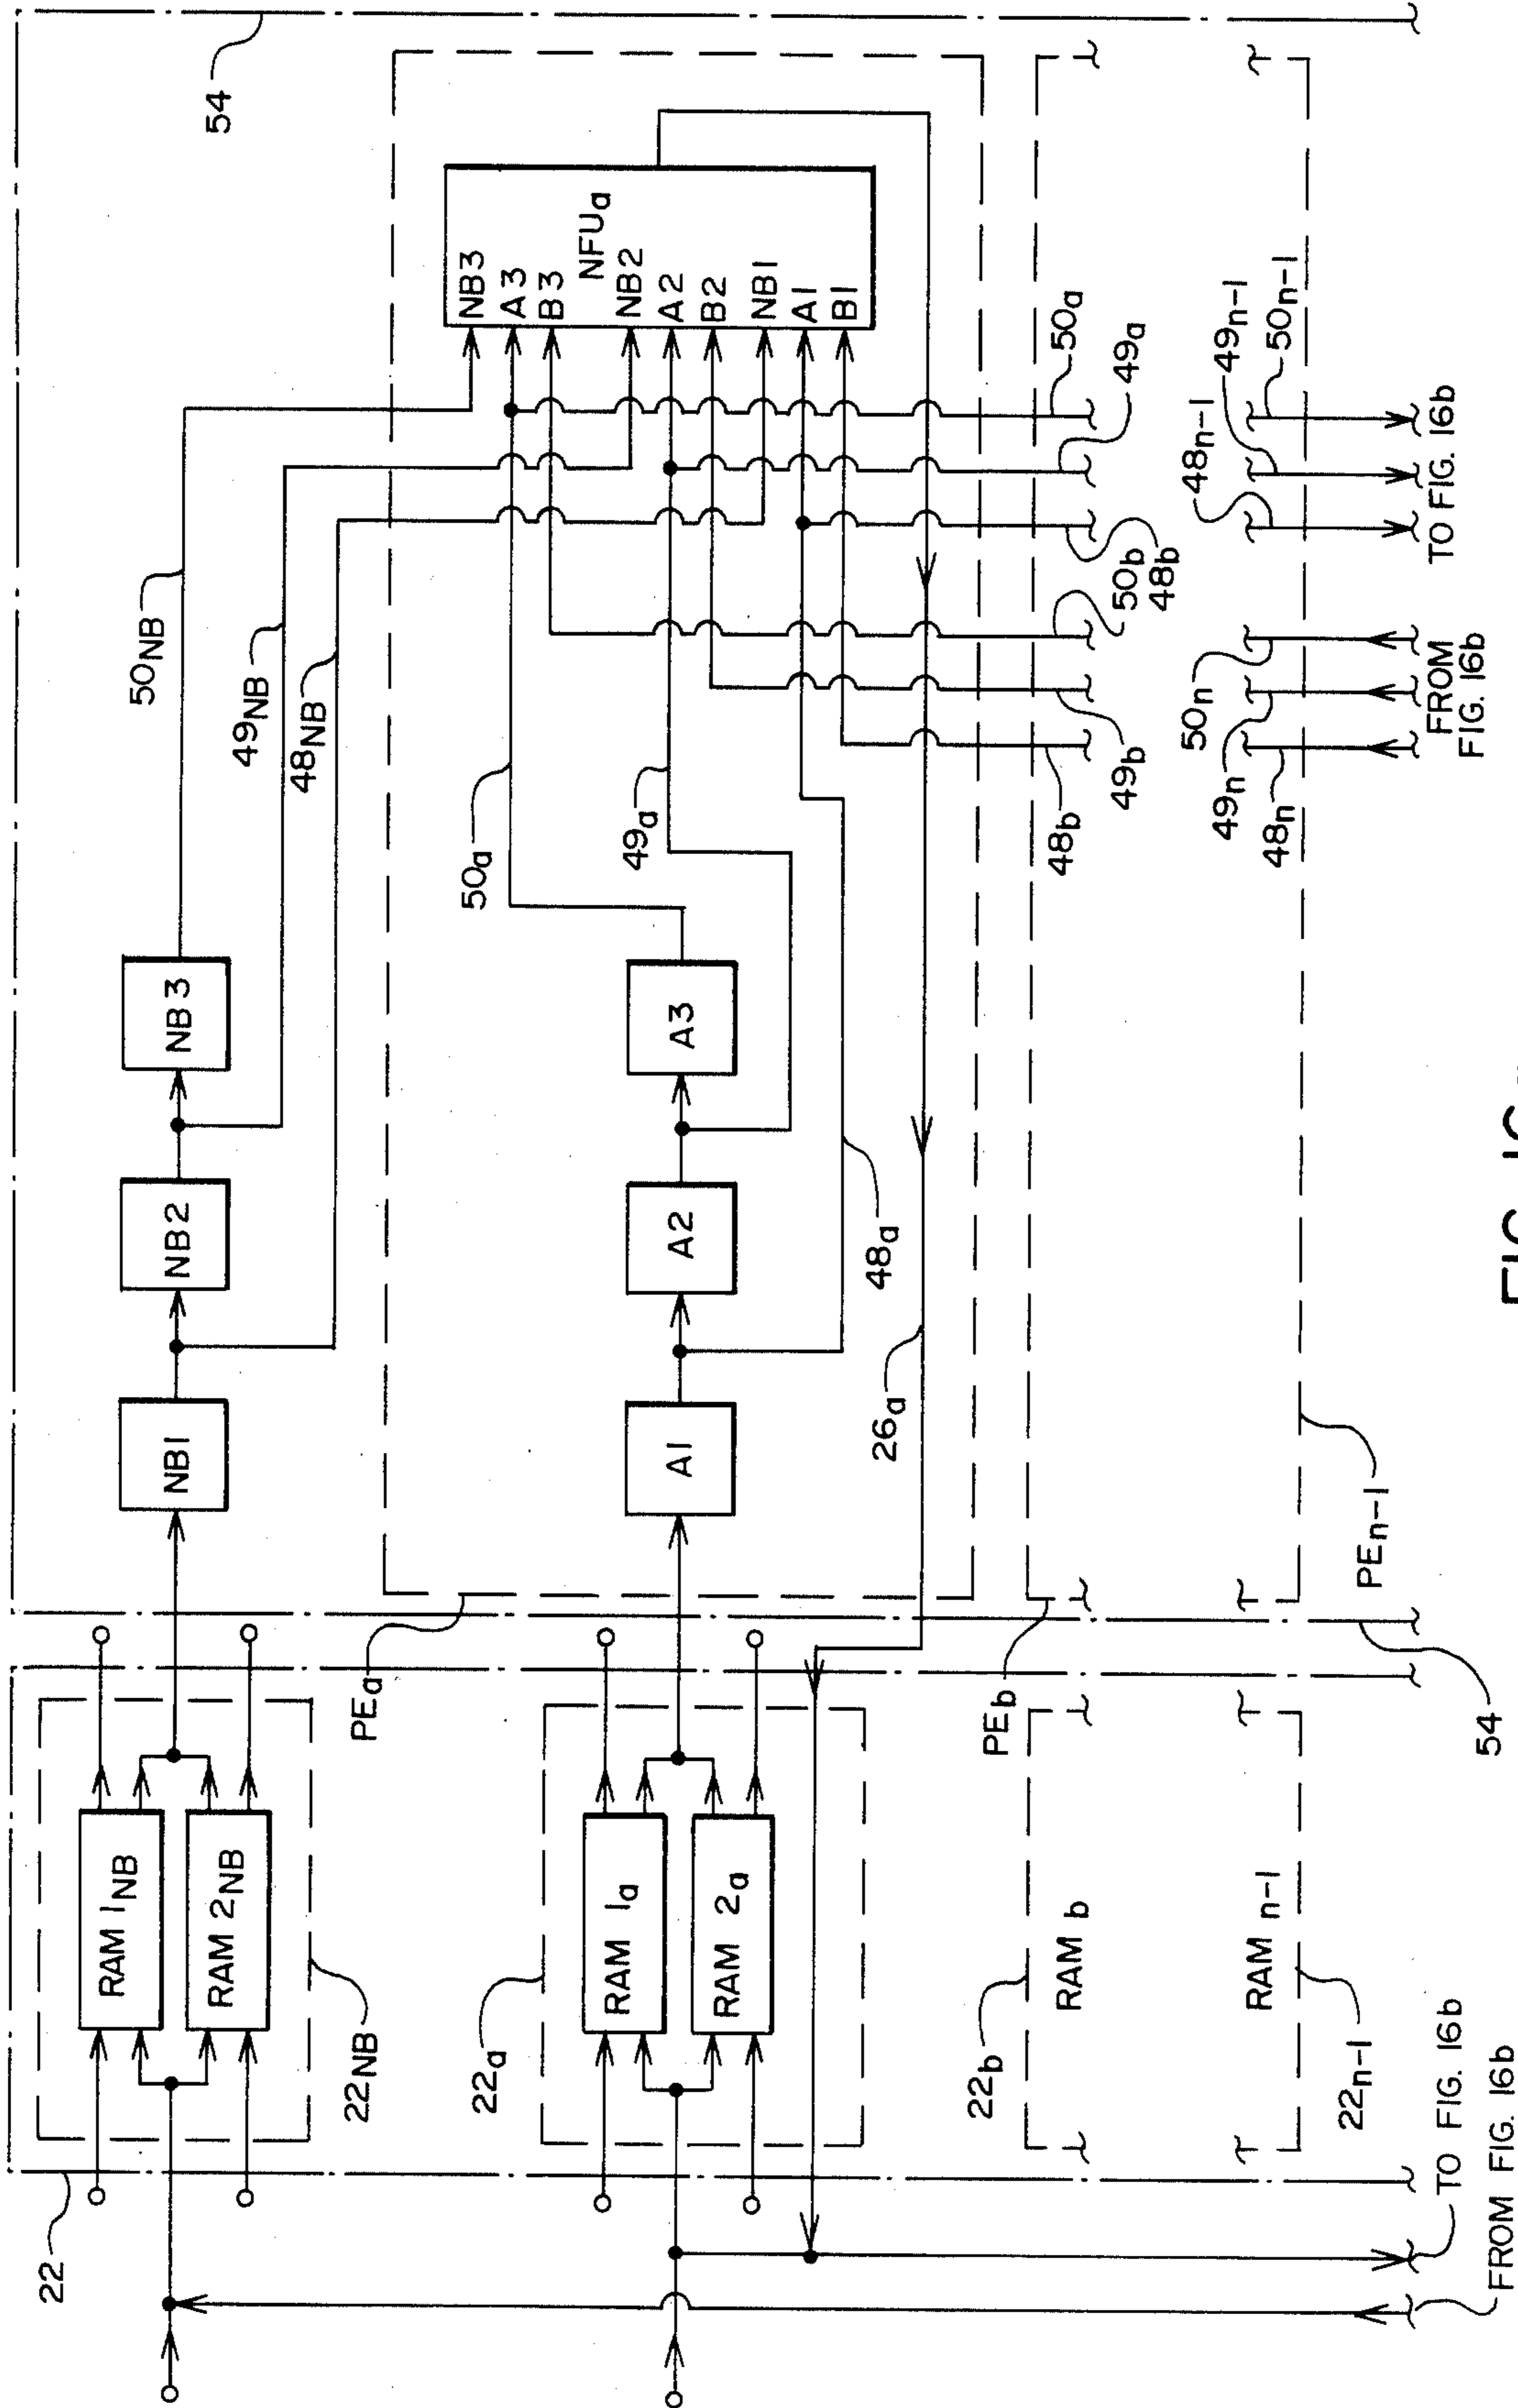 54
NB3
A3
B3
NB2
A2
B2
NB1
A1
B1
NFUa
50NB
49NB
48NB
50a
49a
50a
49a
50b
48b
49b
48b
48n-1
49n-1
50n-1
TO FIG. 16b
50n
49n
48n
FROM
FIG. 16b
NB1
NB2
NB3
A1
A2
A3
48a
26a
PEa
PEb
PEn-1
54
22
RAM 1NB
RAM 2NB
22NB
22a
RAM 1a
RAM 2a
22b
RAM b
RAM n-1
22n-1
TO FIG. 16b
FROM FIG. 16b